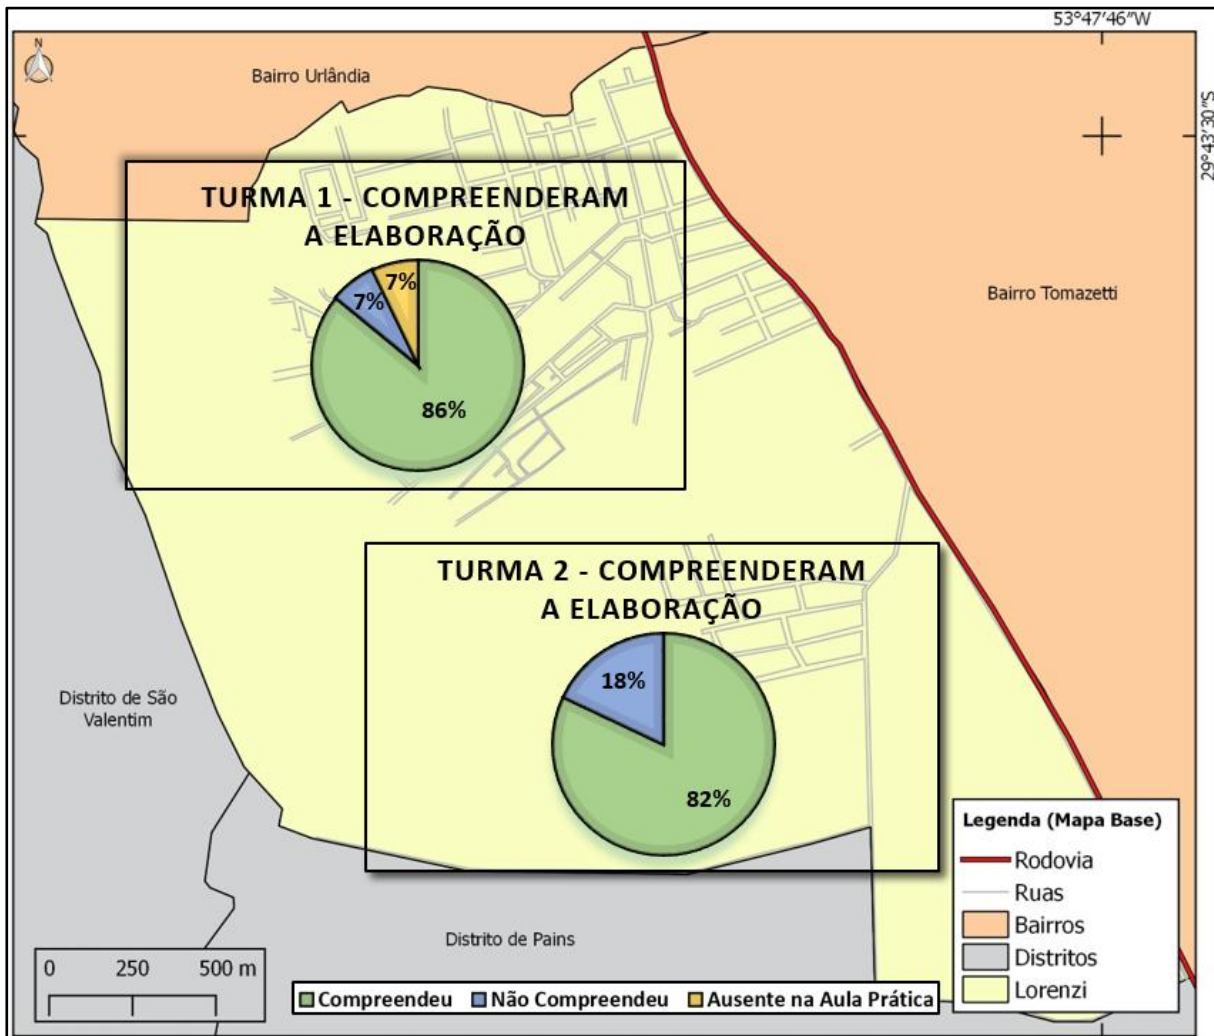 53°47'46"W
N
Bairro Urlândia
29°43'30"S
TURMA 1 - COMPREENDERAM
A ELABORAÇÃO
7%
7%
86%
Bairro Tomazetti
TURMA 2 - COMPREENDERAM
A ELABORAÇÃO
18%
82%
Distrito de São
Valentim
Distrito de Pains
Legenda (Mapa Base)
Rodovia
Ruas
Bairros
Distritos
Lorenzi
0 250 500 m
Compreendeu Não Compreendeu Ausente na Aula Prática